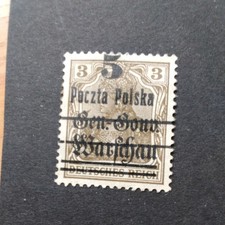 5
3 3
Poczta Polska
Gen.-Gouv.
Warschau
DEUTSCHES REICH